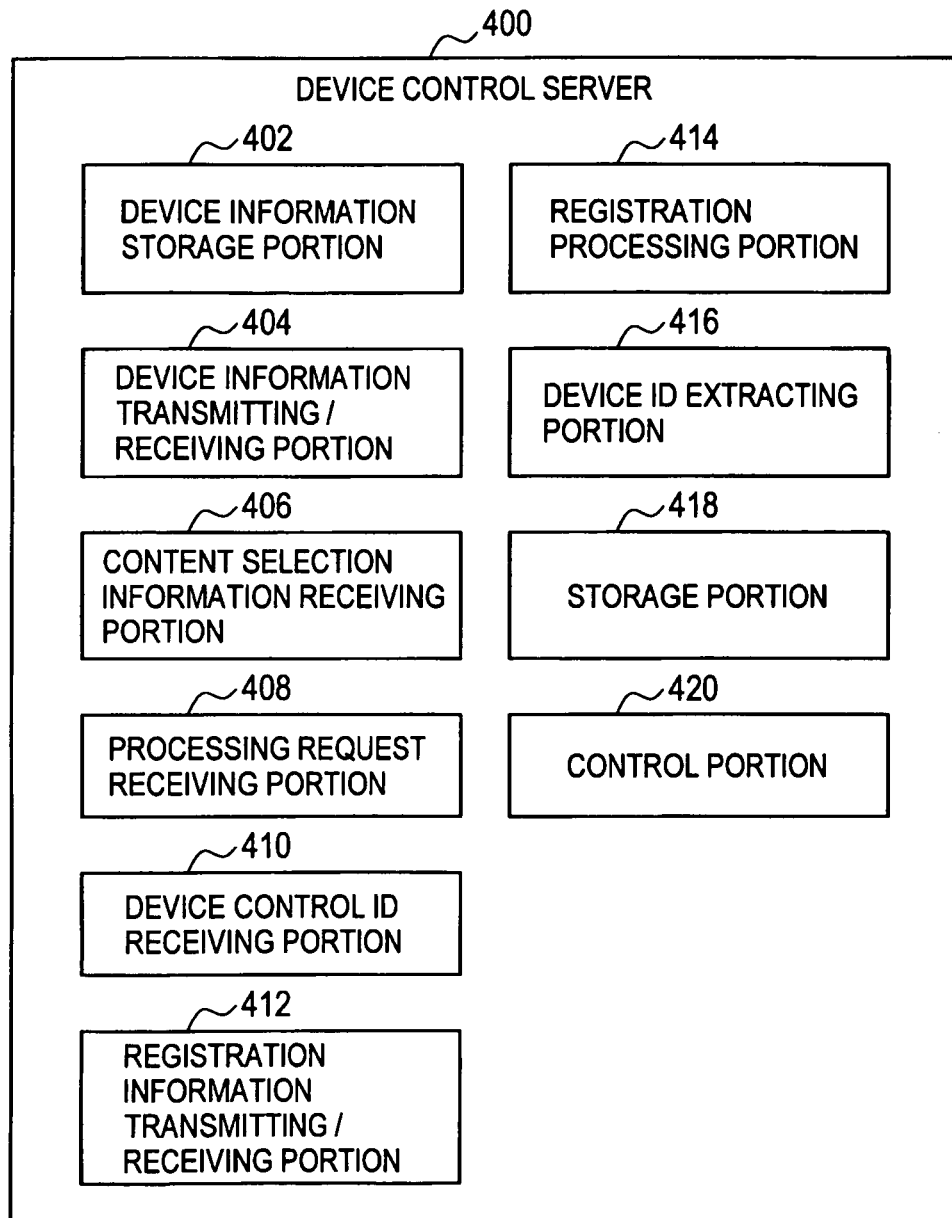 400
DEVICE CONTROL SERVER
402
DEVICE INFORMATION
STORAGE PORTION
404
DEVICE INFORMATION
TRANSMITTING /
RECEIVING PORTION
406
CONTENT SELECTION
INFORMATION RECEIVING
PORTION
408
PROCESSING REQUEST
RECEIVING PORTION
410
DEVICE CONTROL ID
RECEIVING PORTION
412
REGISTRATION
INFORMATION
TRANSMITTING /
RECEIVING PORTION
414
REGISTRATION
PROCESSING PORTION
416
DEVICE ID EXTRACTING
PORTION
418
STORAGE PORTION
420
CONTROL PORTION